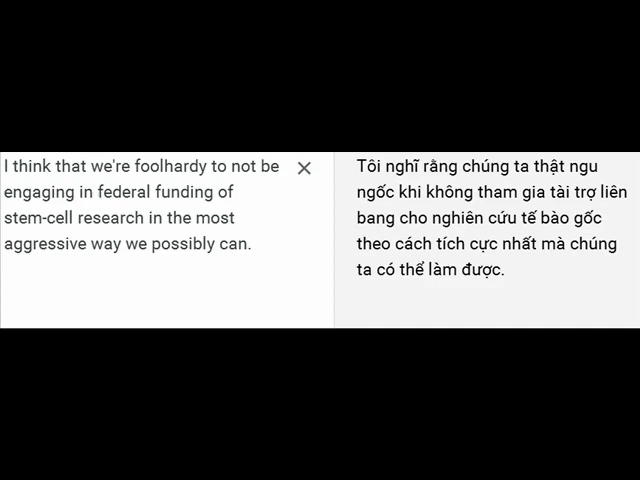 I think that we're foolhardy to not be
engaging in federal funding of
stem-cell research in the most
aggressive way we possibly can.
Tôi nghĩ rằng chúng ta thật ngu
ngốc khi không tham gia tài trợ liên
bang cho nghiên cứu tế bào gốc
theo cách tích cực nhất mà chúng
ta có thể làm được.